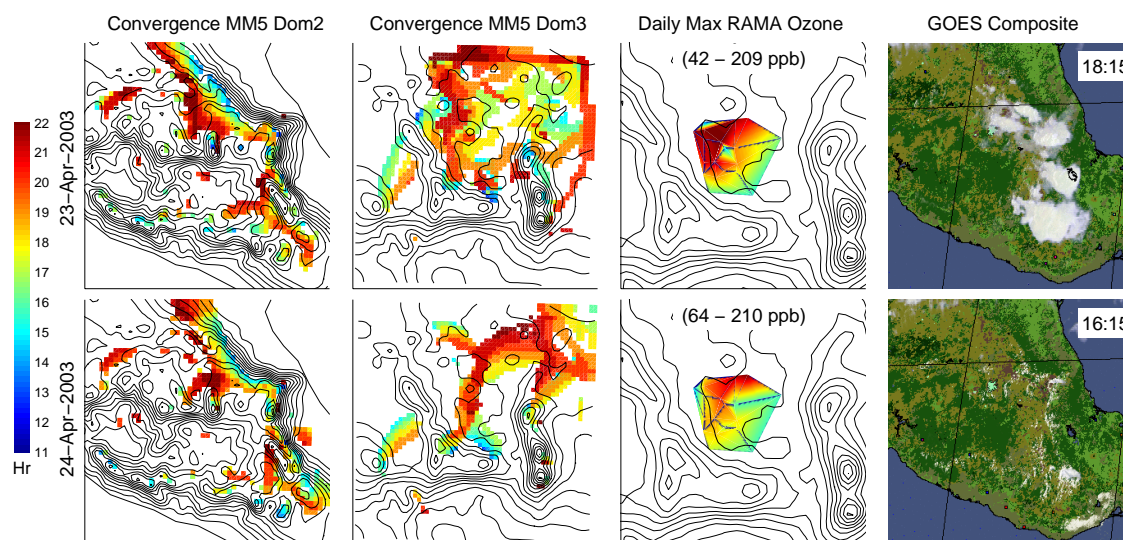 Convergence MM5 Dom2
Convergence MM5 Dom3
Daily Max RAMA Ozone
GOES Composite
23−Apr−2003
(42 − 209 ppb)
18:15
22
21
20
19
18
17
16
15
14
13
12
11
Hr
24−Apr−2003
(64 − 210 ppb)
16:15